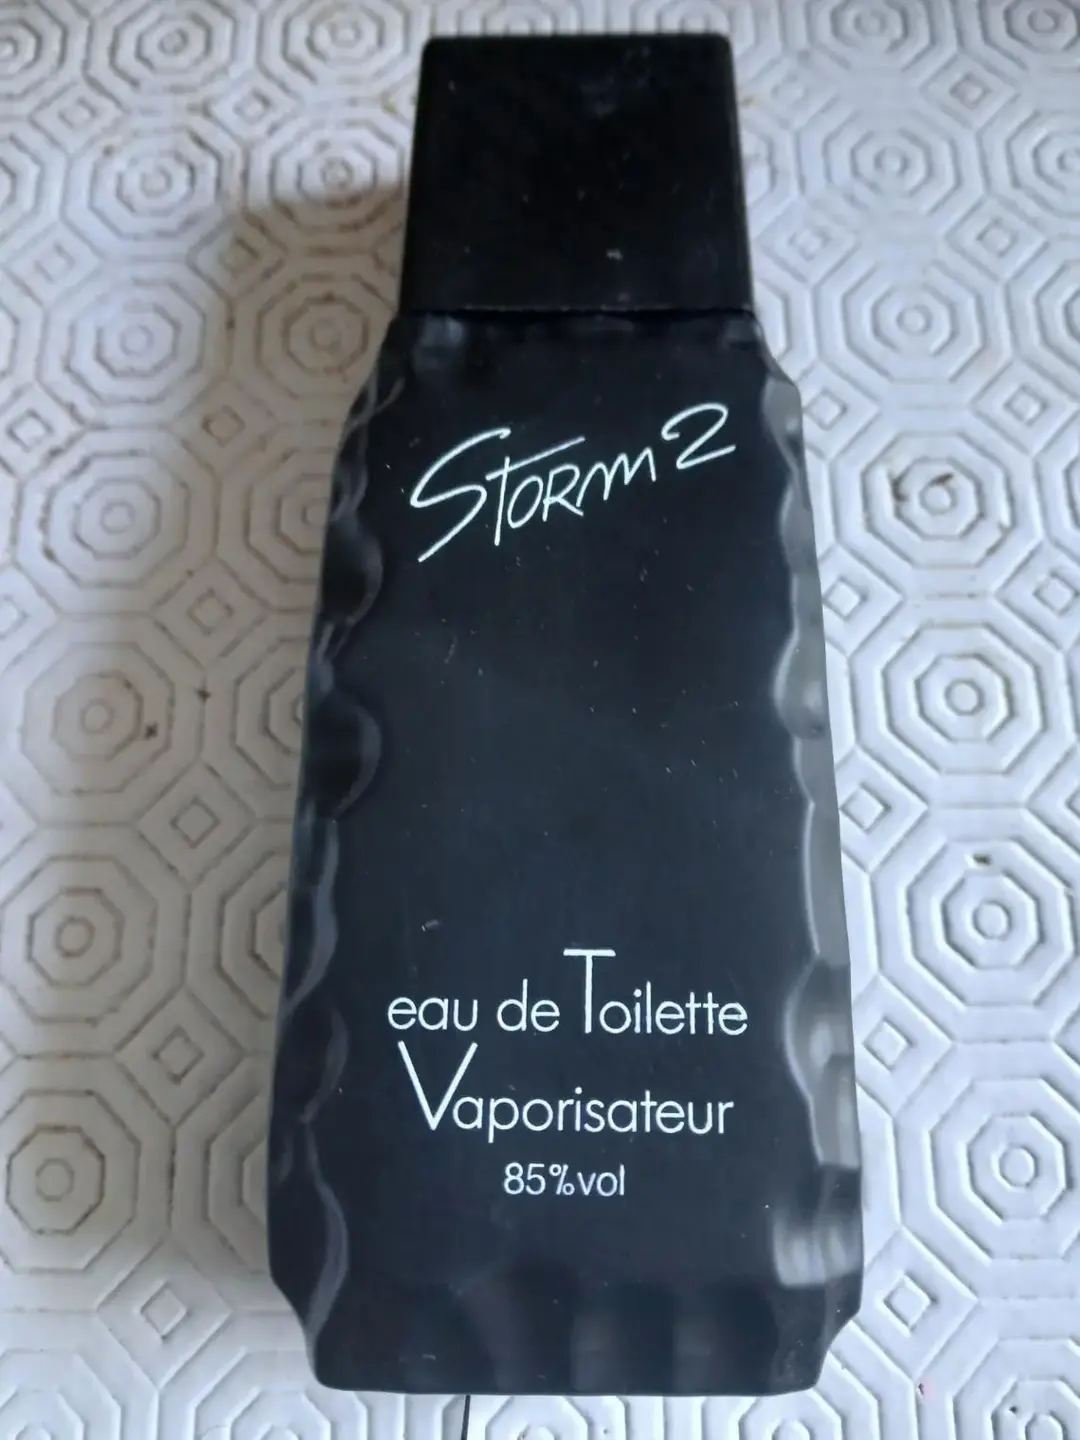 Storm 2
eau de Toilette
Vaporisateur
85%vol